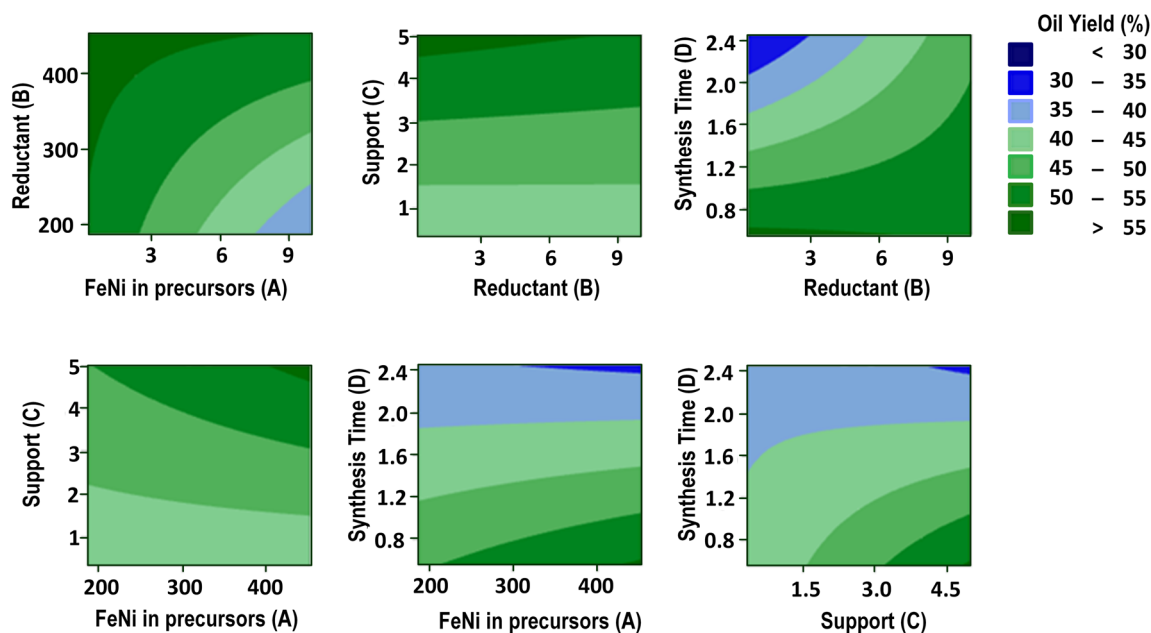 Oil Yield (%)
< 30
30 – 35
35 – 40
40 – 45
45 – 50
50 – 55
> 55
Reductant (B)
400
300
200
3 6 9
FeNi in precursors (A)
Support (C)
5
4
3
2
1
3 6 9
Reductant (B)
Synthesis Time (D)
2.4
1.6
1.2
0.8
3 6 9
Reductant (B)
Support (C)
5
4
3
2
1
200 300 400
FeNi in precursors (A)
Synthesis Time (D)
2.4
2.0
1.6
1.2
0.8
200 300 400
FeNi in precursors (A)
Synthesis Time (D)
2.4
2.0
1.6
1.2
0.8
1.5 3.0 4.5
Support (C)